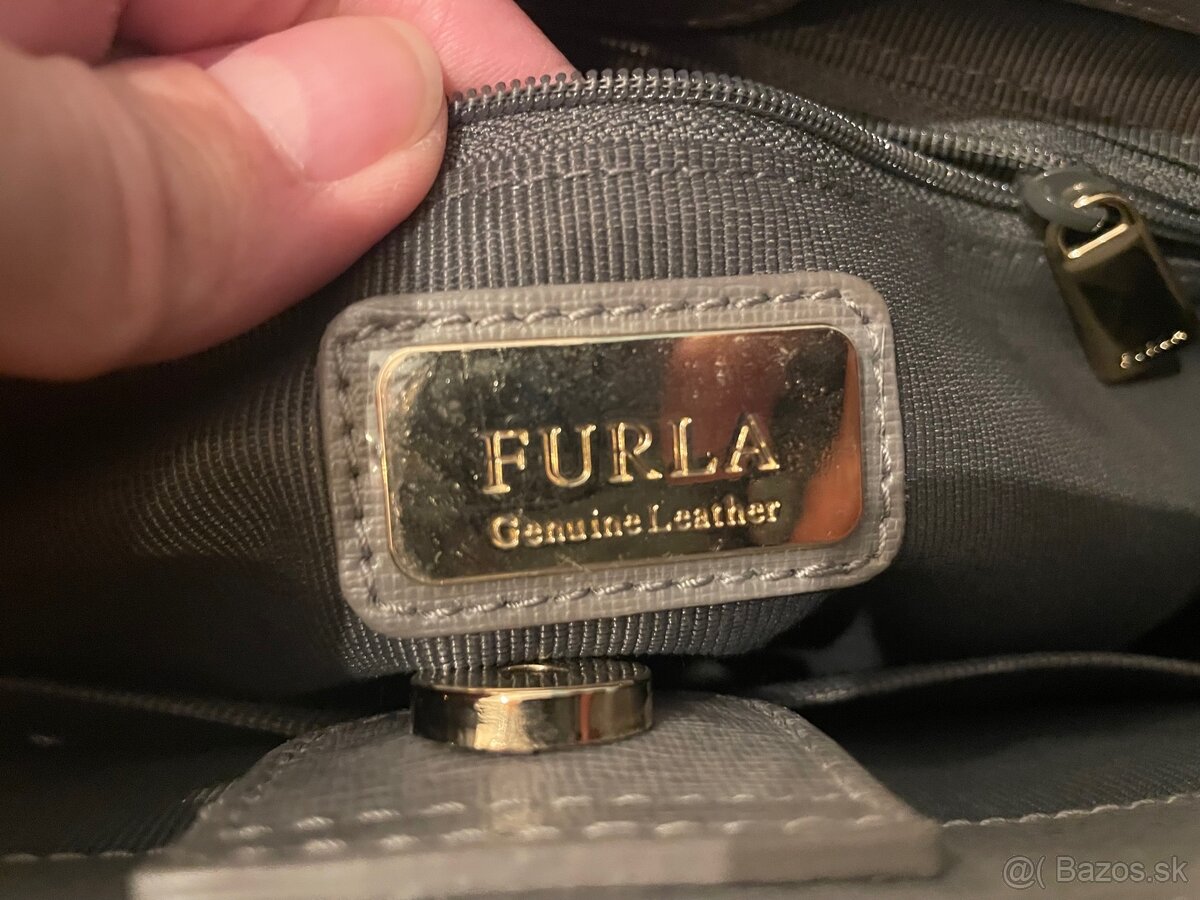 FURLA
Genuine Leather
@( Bazos.sk